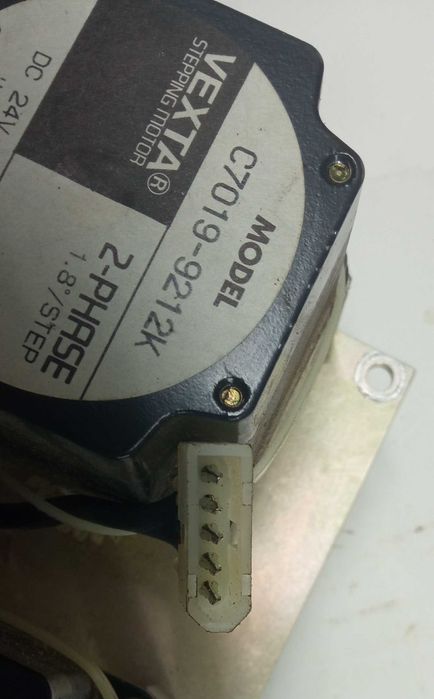 VEXTA®
STEPPING MOTOR
MODEL
C7019-9212K
2-PHASE
1.8°/STEP
DC 24V